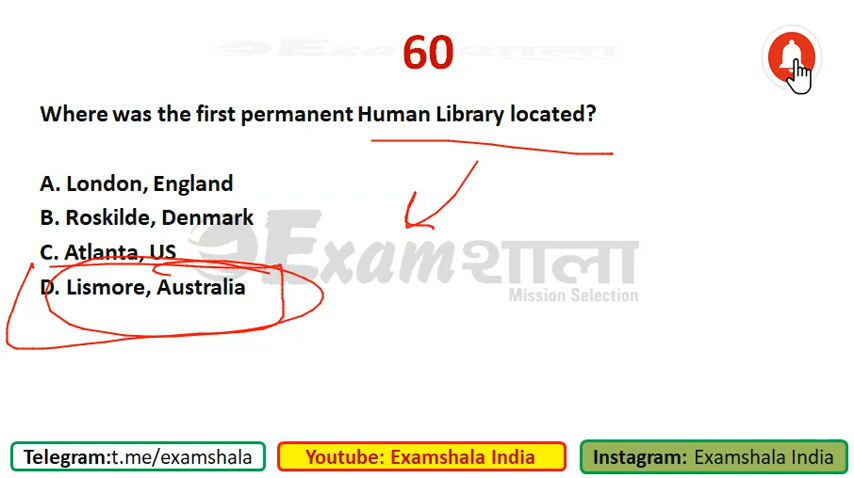 60
Where was the first permanent Human Library located?
A. London, England
B. Roskilde, Denmark
C. Atlanta, US
D. Lismore, Australia
Examशाला
Mission Selection
Telegram:t.me/examshala
Youtube: Examshala India
Instagram: Examshala India